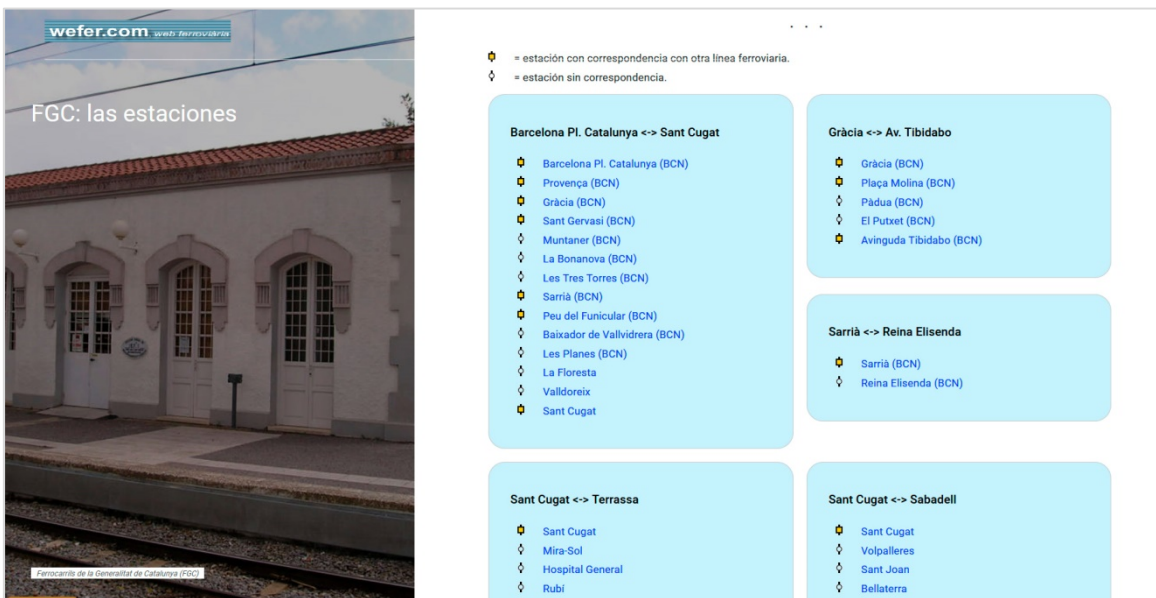 wefer.com web ferroviària
FGC: las estaciones
Ferrocarrils de la Generalitat de Catalunya (FGC)
. . .
= estación con correspondencia con otra línea ferroviaria.
= estación sin correspondencia.
Barcelona Pl. Catalunya <-> Sant Cugat
Barcelona Pl. Catalunya (BCN)
Provença (BCN)
Gràcia (BCN)
Sant Gervasi (BCN)
Muntaner (BCN)
La Bonanova (BCN)
Les Tres Torres (BCN)
Sarrià (BCN)
Peu del Funicular (BCN)
Baixador de Vallvidrera (BCN)
Les Planes (BCN)
La Floresta
Valldoreix
Sant Cugat
Gràcia <-> Av. Tibidabo
Gràcia (BCN)
Plaça Molina (BCN)
Pàdua (BCN)
El Putxet (BCN)
Avinguda Tibidabo (BCN)
Sarrià <-> Reina Elisenda
Sarrià (BCN)
Reina Elisenda (BCN)
Sant Cugat <-> Terrassa
Sant Cugat
Mira-Sol
Hospital General
Rubí
Sant Cugat <-> Sabadell
Sant Cugat
Volpalleres
Sant Joan
Bellaterra